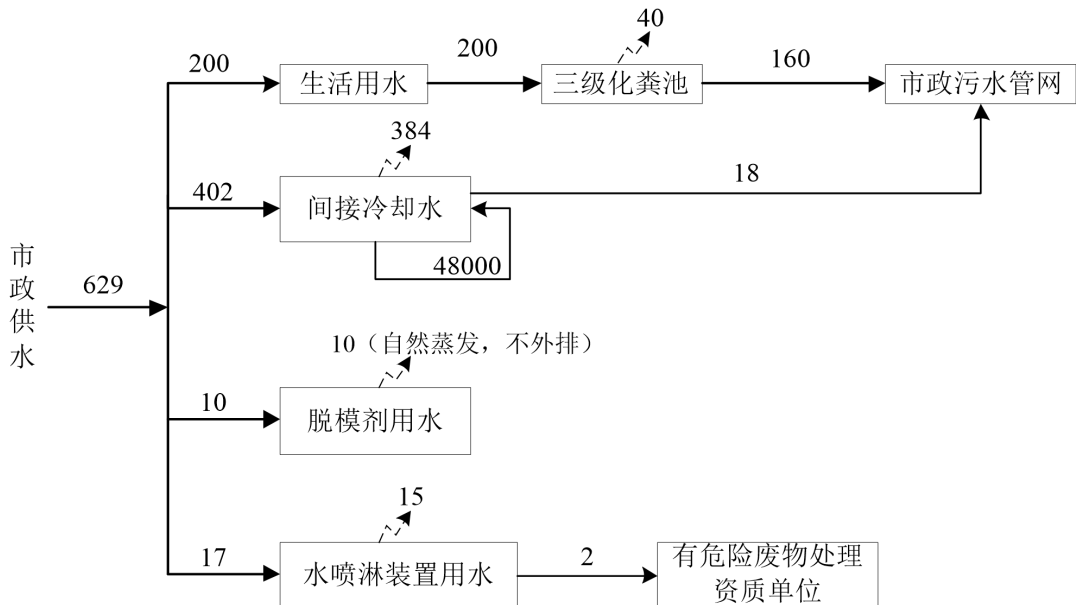 40
200
200
160
生活用水
三级化粪池
市政污水管网
384
402
18
间接冷却水
48000
市政供水
629
10（自然蒸发，不外排）
10
脱模剂用水
15
17
2
水喷淋装置用水
有危险废物处理
资质单位